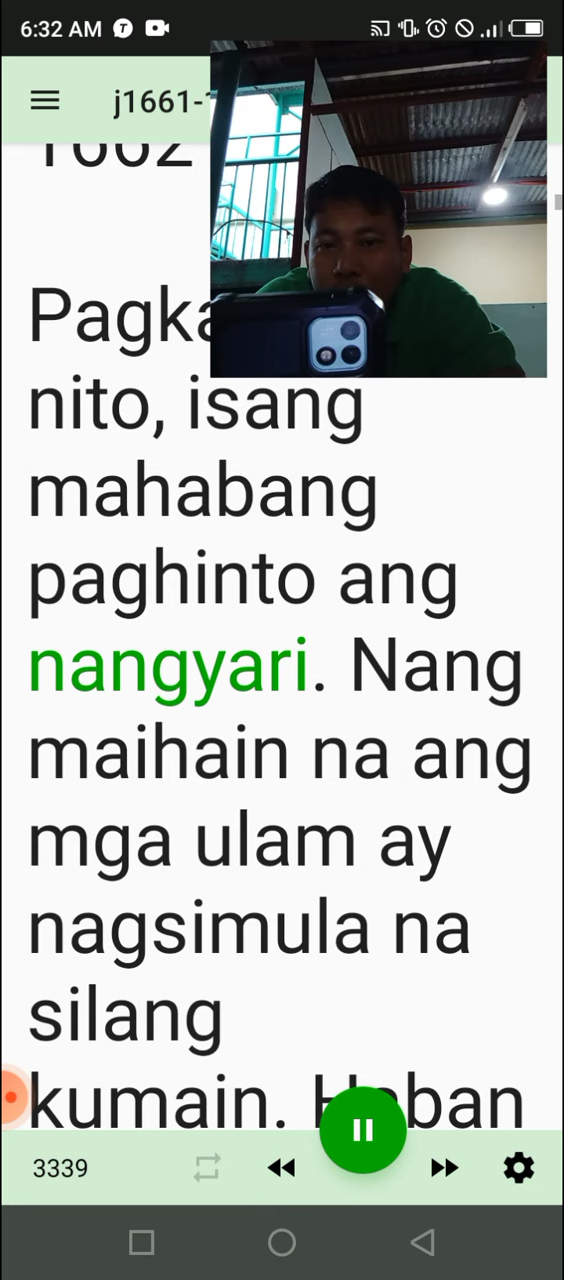 6:32 AM
j1661-
1662
Pagka
nito, isang
mahabang
paghinto ang
nangyari. Nang
maihain na ang
mga ulam ay
nagsimula na
silang
kumain. Haban
3339